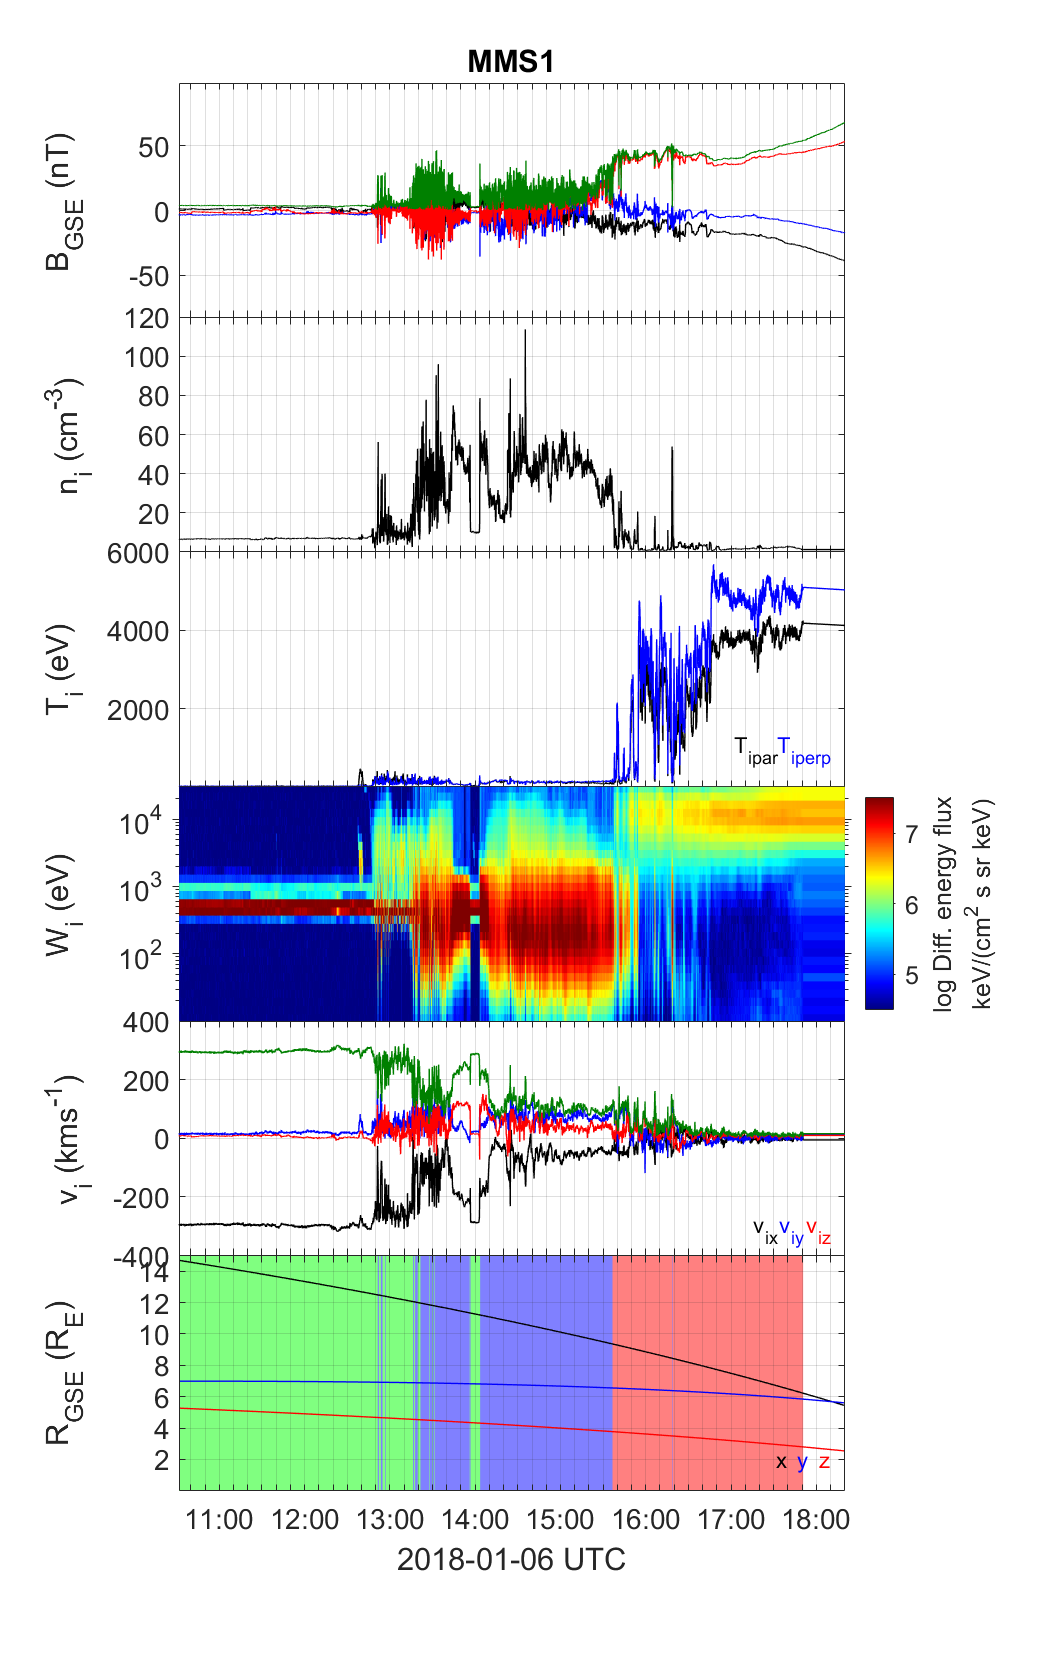 MMS1
B_GSE (nT)
50
0
-50
n_i (cm^-3)
120
100
80
60
40
20
T_i (eV)
6000
4000
2000
T_ipar T_iperp
W_i (eV)
10^4
10^3
10^2
7
6
5
log Diff. energy flux
keV/(cm^2 s sr keV)
v_i (kms^-1)
400
200
0
-200
-400
v_ix v_iy v_iz
R_GSE (R_E)
14
12
10
8
6
4
2
x y z
11:00 12:00 13:00 14:00 15:00 16:00 17:00 18:00
2018-01-06 UTC